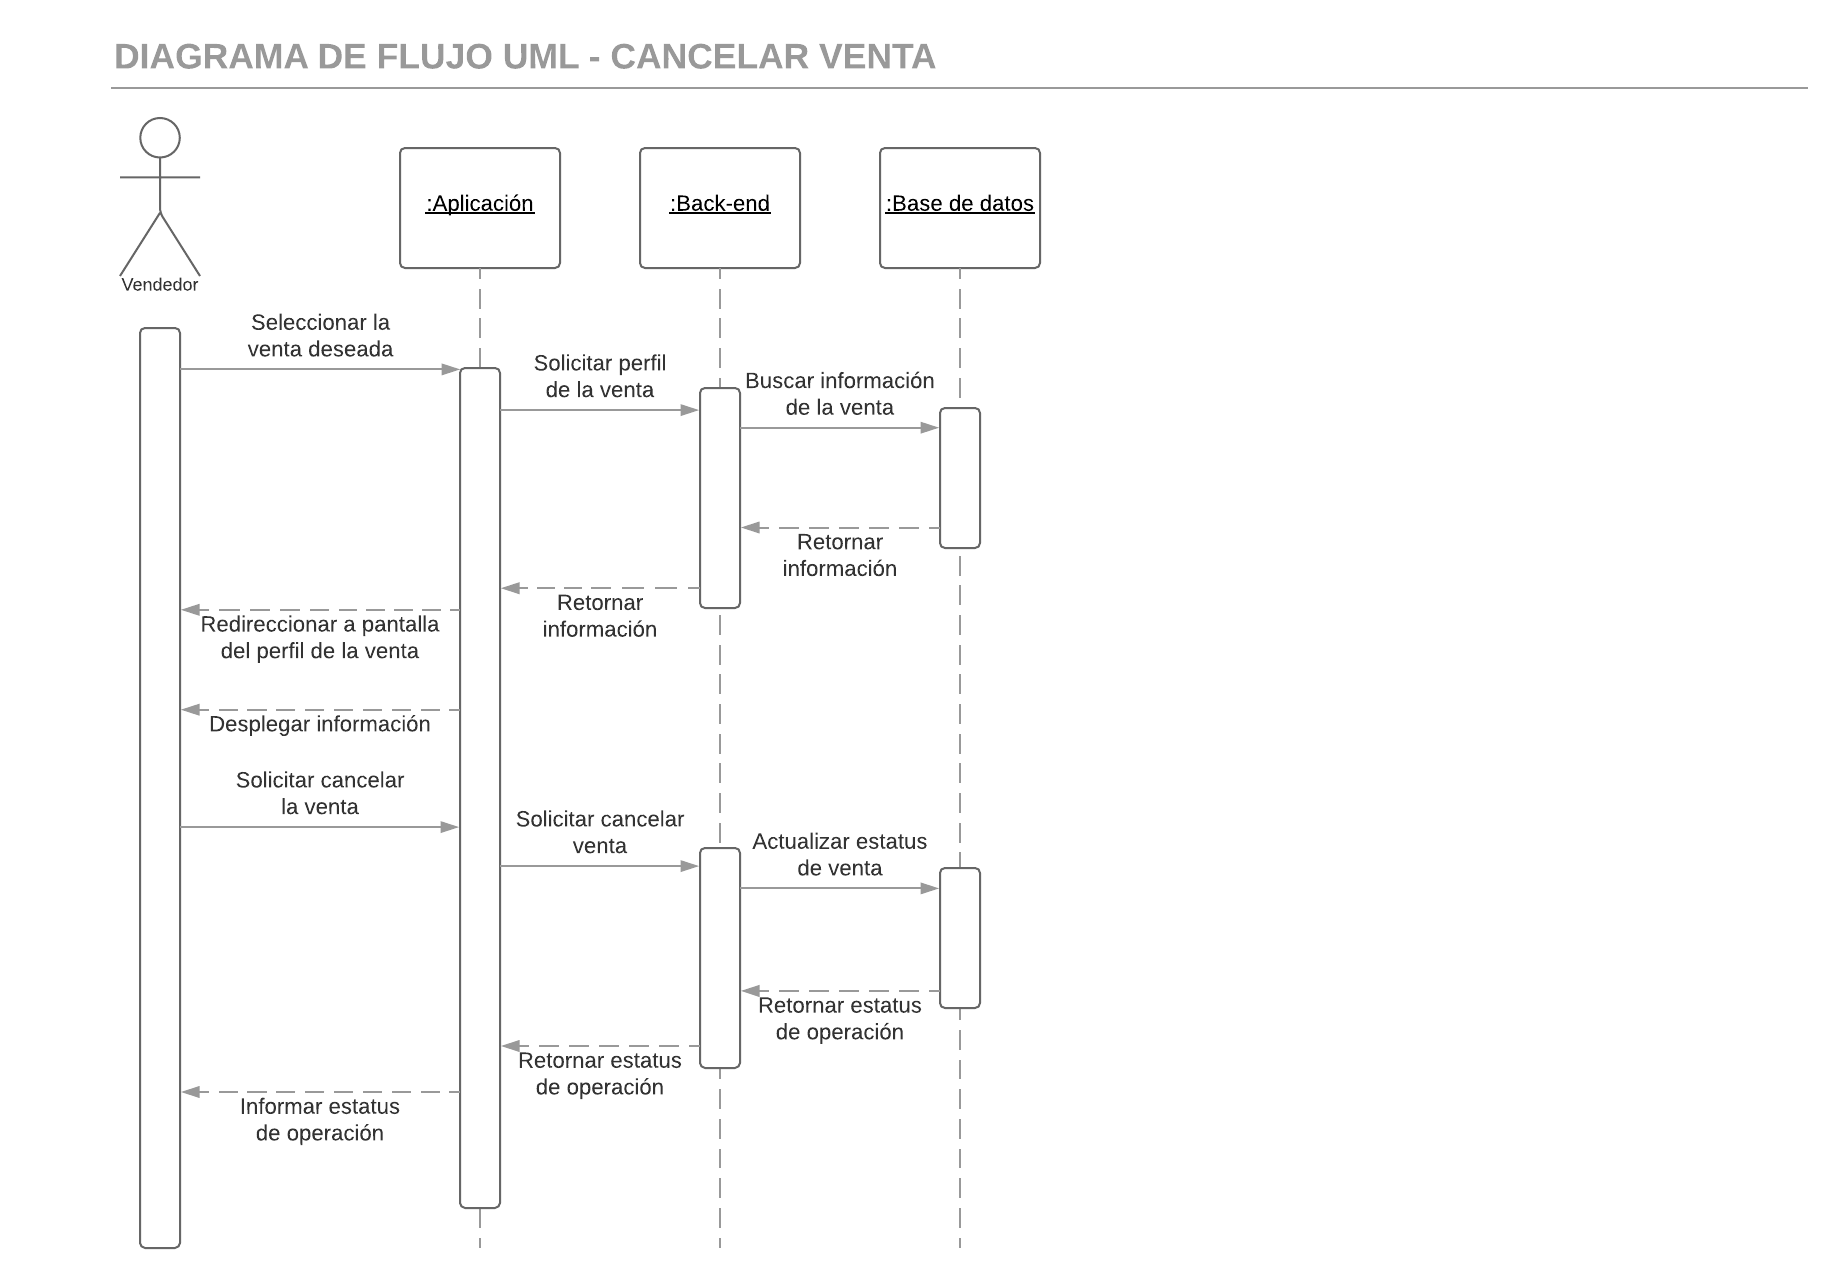 DIAGRAMA DE FLUJO UML - CANCELAR VENTA
:Aplicación
:Back-end
:Base de datos
Vendedor
Seleccionar la
venta deseada
Solicitar perfil
de la venta
Buscar información
de la venta
Retornar
información
Retornar
información
Redireccionar a pantalla
del perfil de la venta
Desplegar información
Solicitar cancelar
la venta
Solicitar cancelar
venta
Actualizar estatus
de venta
Retornar estatus
de operación
Retornar estatus
de operación
Informar estatus
de operación